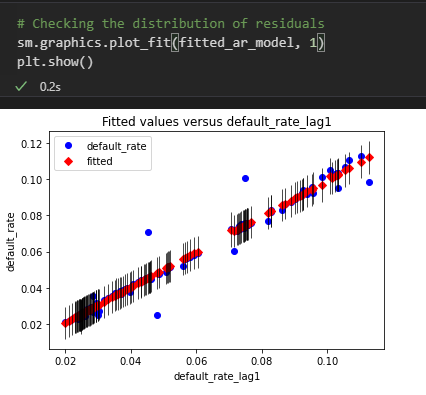 # Checking the distribution of residuals
sm.graphics.plot_fit(fitted_ar_model, 1)
plt.show()
✓ 0.2s
Fitted values versus default_rate_lag1
default_rate
fitted
0.12
0.10
0.08
0.06
0.04
0.02
default_rate
0.02 0.04 0.06 0.08 0.10
default_rate_lag1